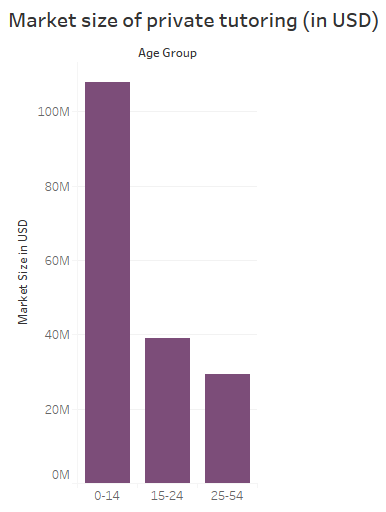 Market size of private tutoring (in USD)
Age Group
Market Size in USD
100M
80M
60M
40M
20M
0M
0-14 15-24 25-54